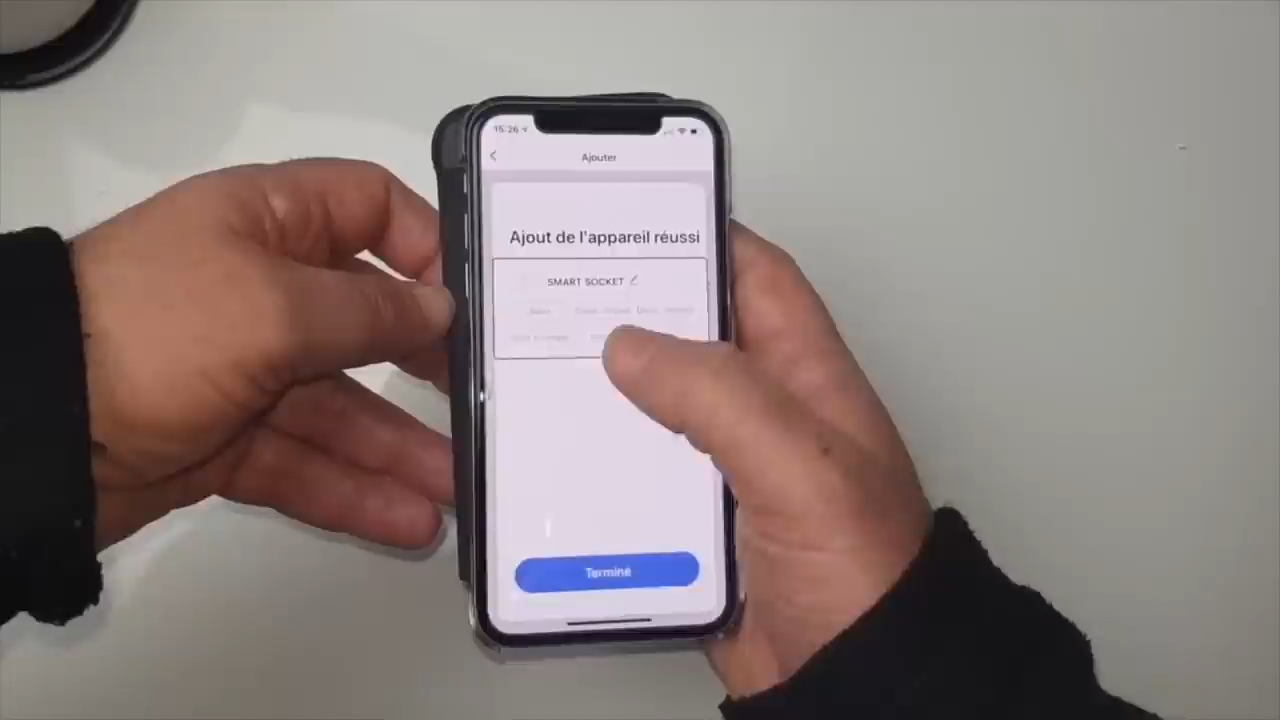 15:26
Ajouter
Ajout de l'appareil réussi
SMART SOCKET
Terminé